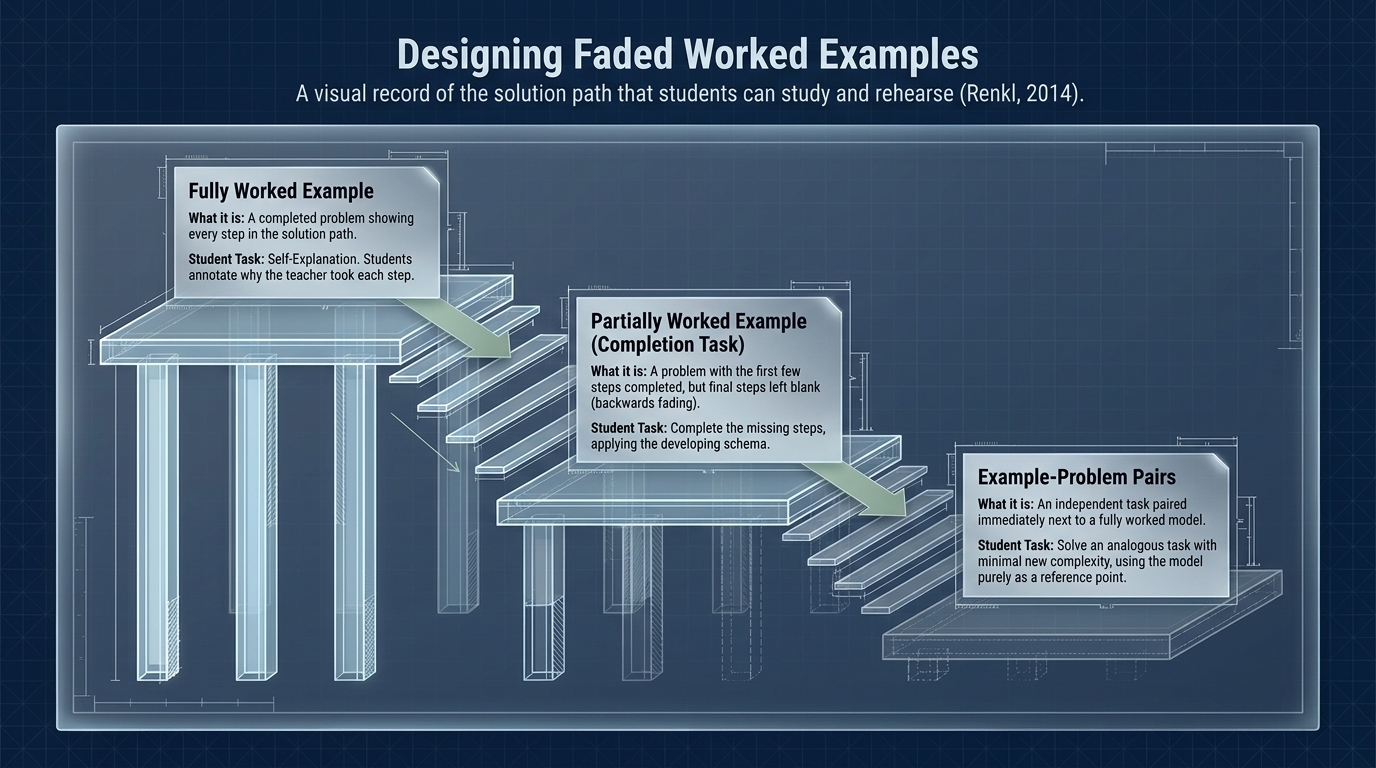 Designing Faded Worked Examples
A visual record of the solution path that students can study and rehearse (Renkl, 2014).
Fully Worked Example
What it is: A completed problem showing
every step in the solution path.
Student Task: Self-Explanation. Students
annotate why the teacher took each step.
Partially Worked Example
(Completion Task)
What it is: A problem with the first few
steps completed, but final steps left blank
(backwards fading).
Student Task: Complete the missing steps,
applying the developing schema.
Example-Problem Pairs
What it is: An independent task paired
immediately next to a fully worked model.
Student Task: Solve an analogous task with
minimal new complexity, using the model
purely as a reference point.